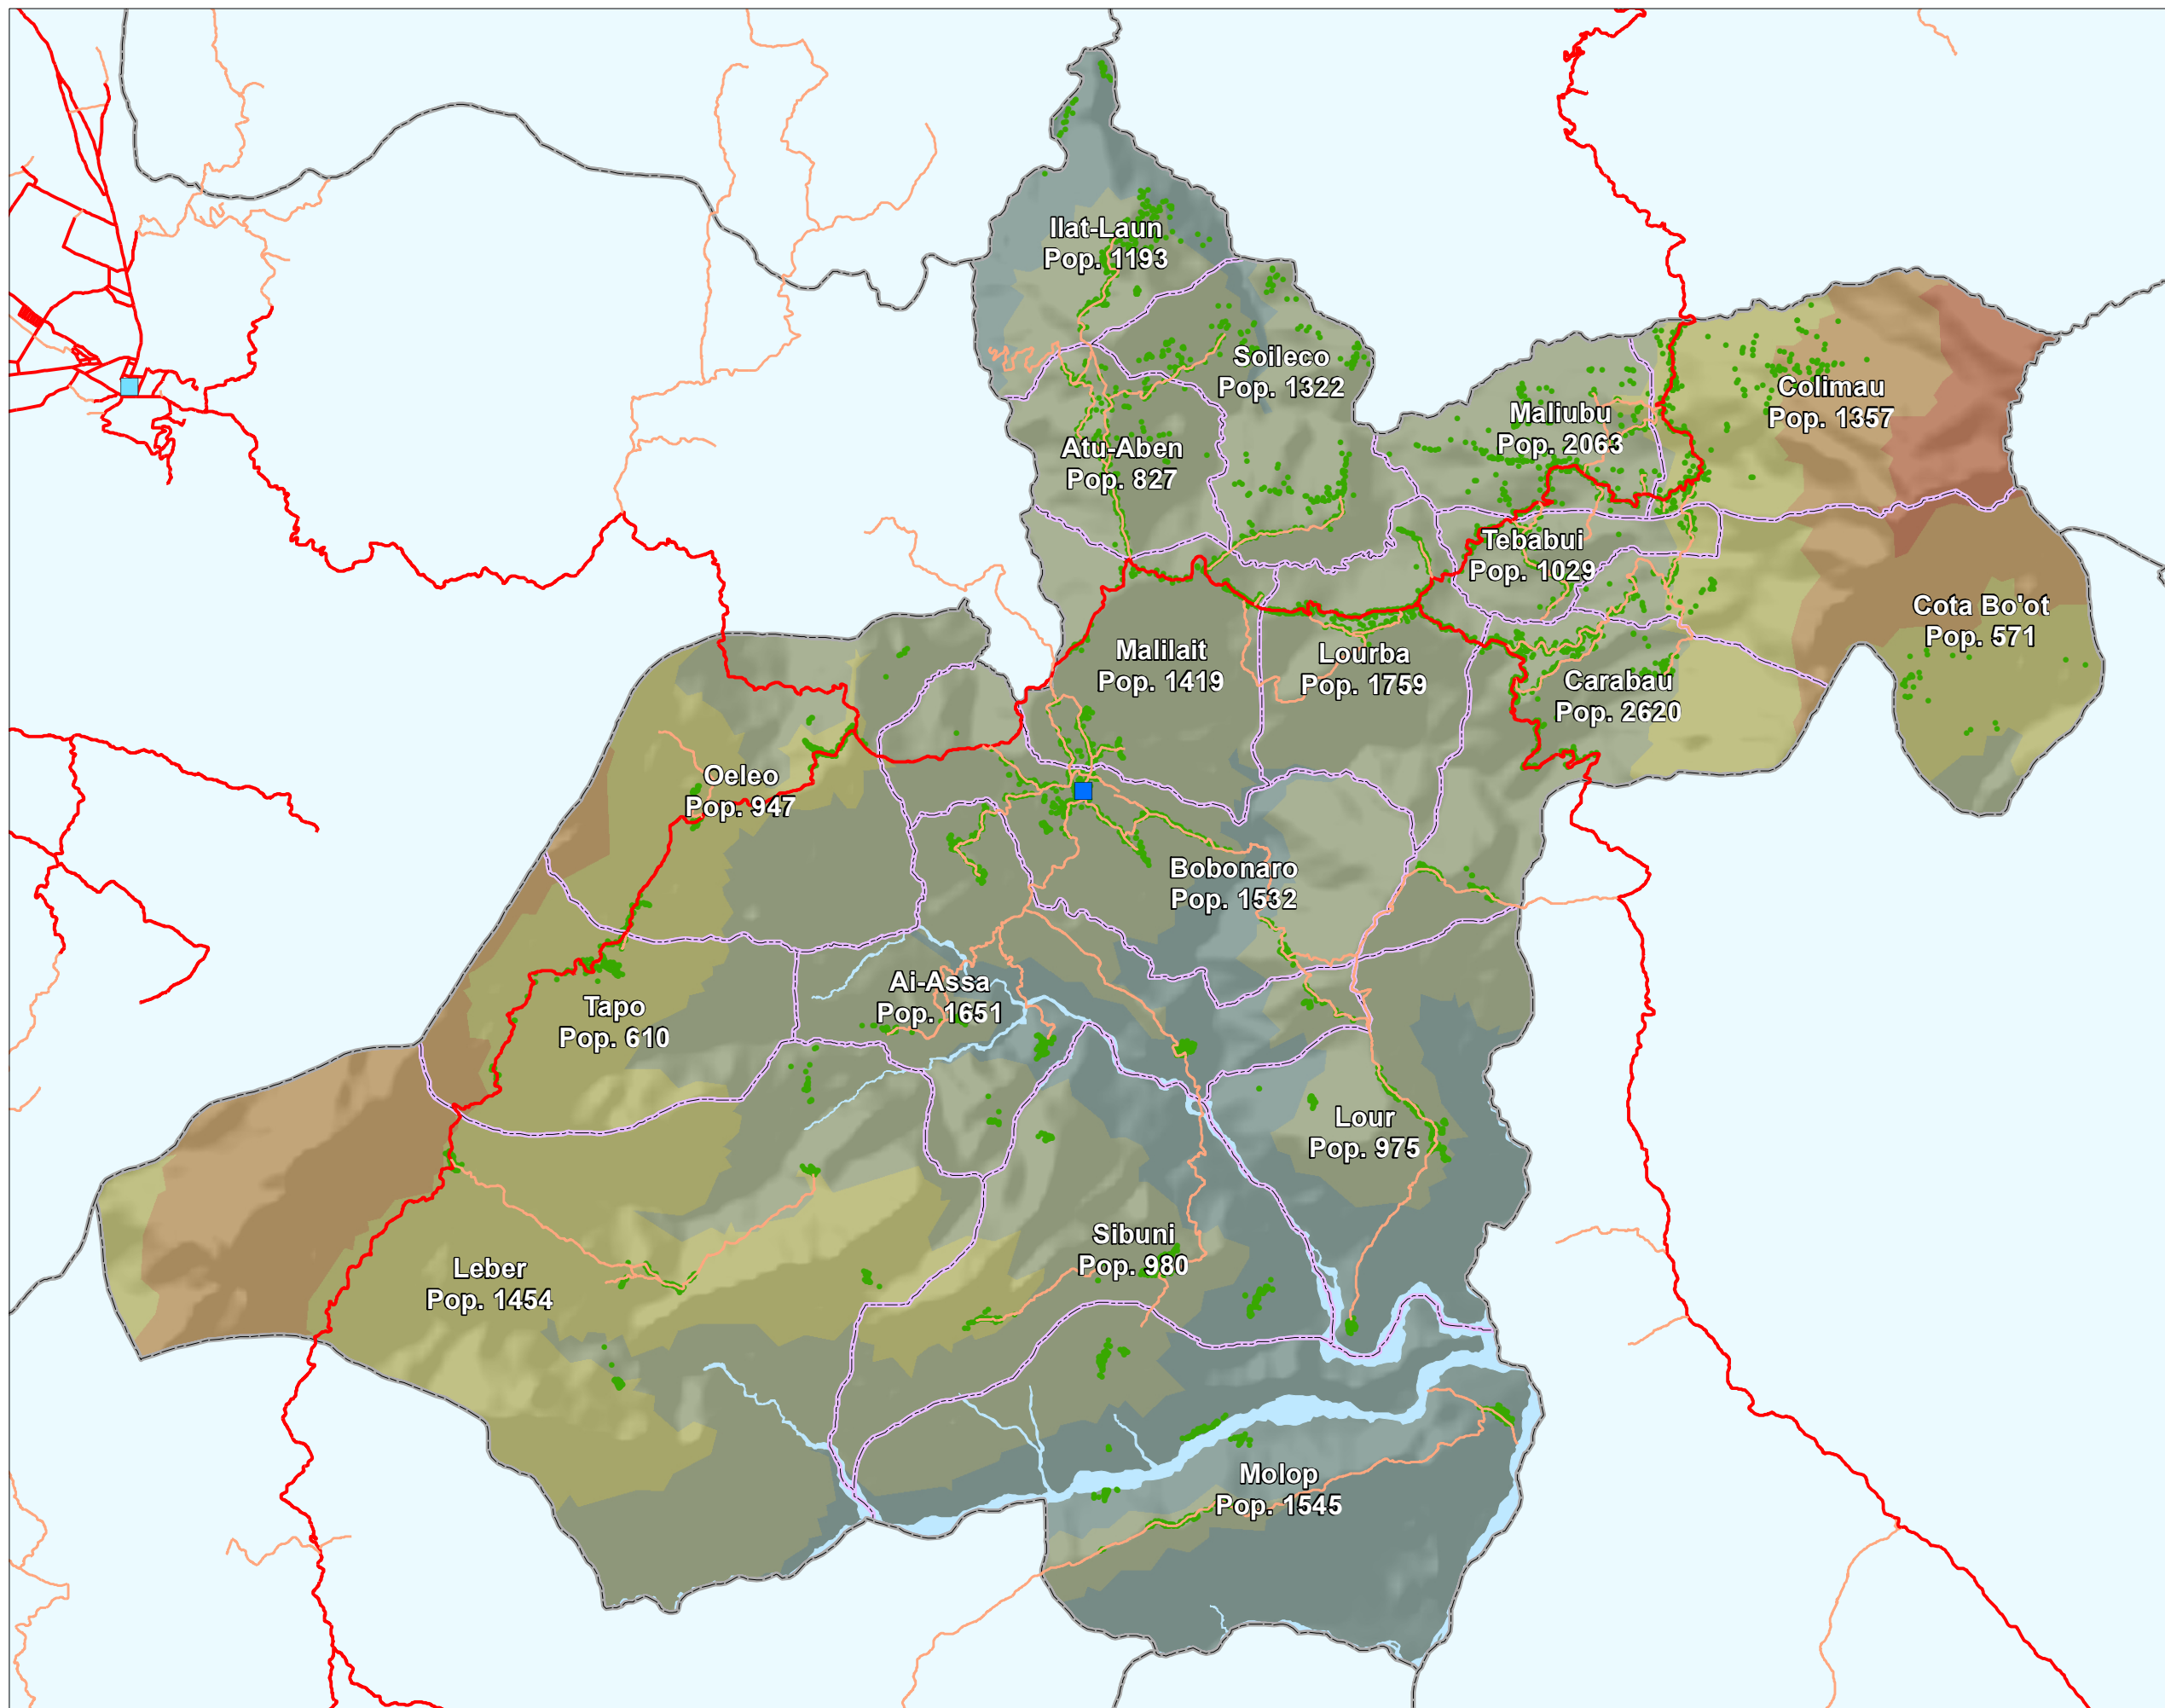 Ilat-Laun
Pop. 1193
Soileco
Pop. 1322
Colimau
Pop. 1357
Maliubu
Pop. 2063
Atu-Aben
Pop. 827
Tebabui
Pop. 1029
Cota Bo'ot
Pop. 571
Malilait
Pop. 1419
Lourba
Pop. 1759
Carabau
Pop. 2620
Oeleo
Pop. 947
Bobonaro
Pop. 1532
Ai-Assa
Pop. 1651
Tapo
Pop. 610
Lour
Pop. 975
Sibuni
Pop. 980
Leber
Pop. 1454
Molop
Pop. 1545